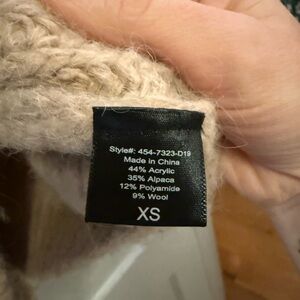 Style#: 454-7323-D19
Made in China
44% Acrylic
35% Alpaca
12% Polyamide
9% Wool
XS